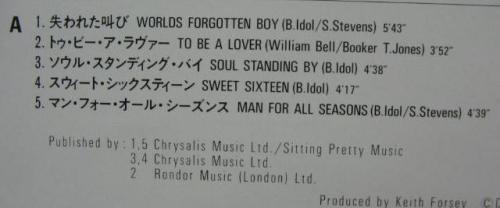 A
1. 失われた叫び WORLDS FORGOTTEN BOY (B.Idol/S.Stevens) 5'43"
2. トゥ・ビー・ア・ラヴァー TO BE A LOVER (William Bell/Booker T.Jones) 3'52"
3. ソウル・スタンディング・バイ SOUL STANDING BY (B.Idol) 4'38"
4. スウィート・シックスティーン SWEET SIXTEEN (B.Idol) 4'17"
5. マン・フォー・オール・シーズンス MAN FOR ALL SEASONS (B.Idol/S.Stevens) 4'39"
Published by : 1,5 Chrysalis Music Ltd./Sitting Pretty Music
3,4 Chrysalis Music Ltd.
2 Rondor Music (London) Ltd.
Produced by Keith Forsey